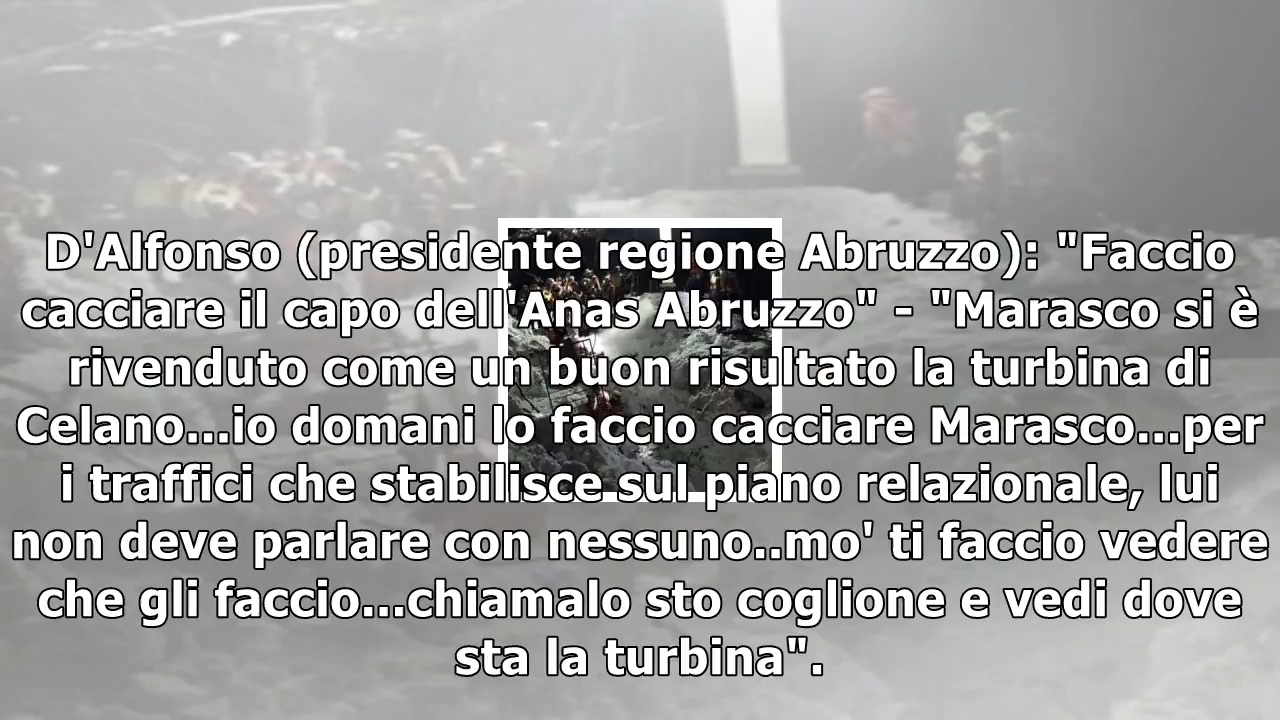 D'Alfonso (presidente regione Abruzzo): "Faccio
cacciare il capo dell'Anas Abruzzo" - "Marasco si è
rivenduto come un buon risultato la turbina di
Celano...io domani lo faccio cacciare Marasco...per
i traffici che stabilisce sul piano relazionale, lui
non deve parlare con nessuno..mo' ti faccio vedere
che gli faccio...chiamalo sto coglione e vedi dove
sta la turbina".